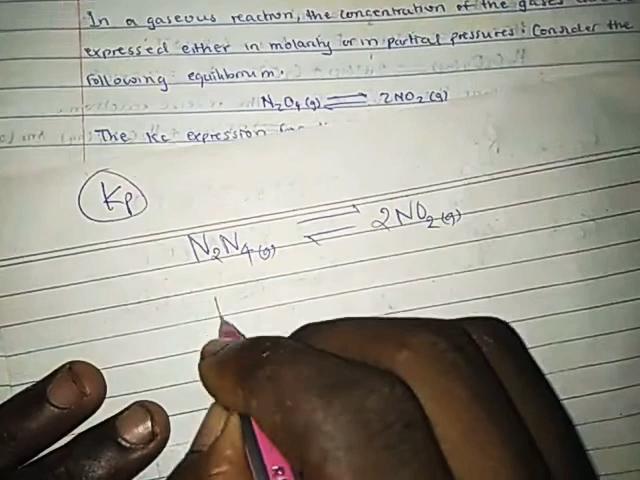 In a gaseous reaction, the concentration of the gases
expressed either in molarity or in partial pressures. Consider the
following equilibrium.
N₂O₄(g) ⇌ 2NO₂(g)
The Kc expression for
Kp
N₂N₄(g) ⇌ 2NO₂(g)